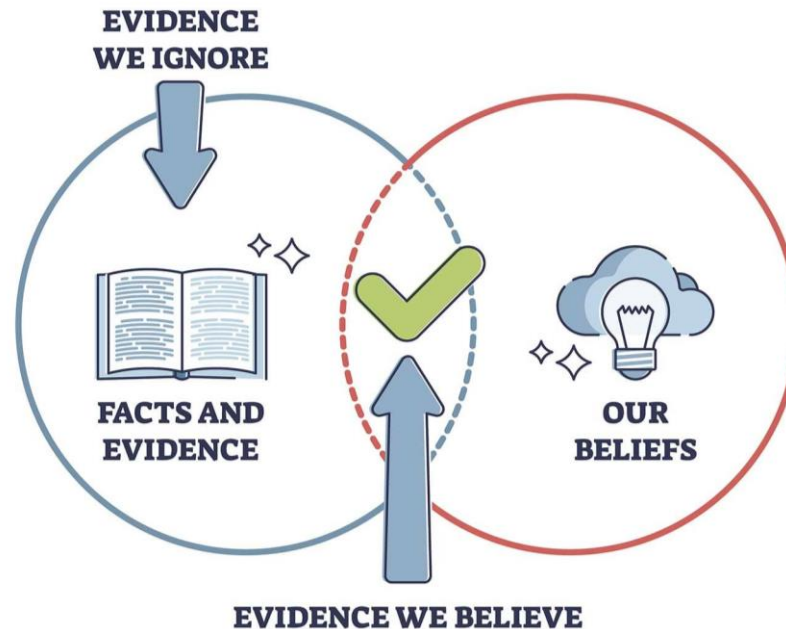 EVIDENCE
WE IGNORE
FACTS AND
EVIDENCE
OUR
BELIEFS
EVIDENCE WE BELIEVE